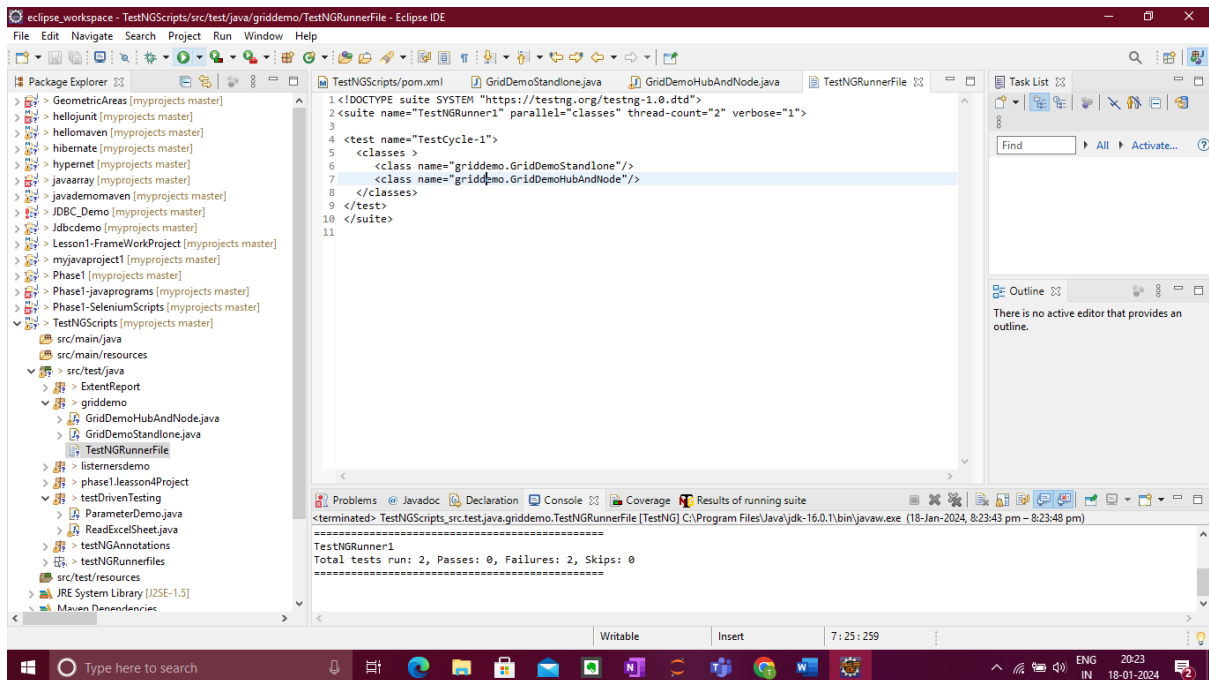 eclipse_workspace - TestNGScripts/src/test/java/griddemo/TestNGRunnerFile - Eclipse IDE
File Edit Navigate Search Project Run Window Help
Package Explorer
> GeometricAreas [myprojects master]
> hellojunit [myprojects master]
> hellomaven [myprojects master]
> hibernate [myprojects master]
> hypernet [myprojects master]
> javaarray [myprojects master]
> javademomaven [myprojects master]
> JDBC_Demo [myprojects master]
> Jdbcdemo [myprojects master]
> Lesson1-FrameWorkProject [myprojects master]
> myjavaproject1 [myprojects master]
> Phase1 [myprojects master]
> Phase1-javaprograms [myprojects master]
> Phase1-SeleniumScripts [myprojects master]
> TestNGScripts [myprojects master]
src/main/java
src/main/resources
> src/test/java
> ExtentReport
> griddemo
GridDemoHubAndNode.java
GridDemoStandlone.java
TestNGRunnerFile
> listernersdemo
> phase1.leasson4Project
> testDrivenTesting
ParameterDemo.java
ReadExcelSheet.java
> testNGAnnotations
> testNGRunnerfiles
src/test/resources
JRE System Library [J2SE-1.5]
Maven Dependencies
TestNGScripts/pom.xml GridDemoStandlone.java GridDemoHubAndNode.java TestNGRunnerFile
1 <!DOCTYPE suite SYSTEM "https://testng.org/testng-1.0.dtd">
2 <suite name="TestNGRunner1" parallel="classes" thread-count="2" verbose="1">
3
4 <test name="TestCycle-1">
5 <classes >
6 <class name="griddemo.GridDemoStandlone"/>
7 <class name="griddemo.GridDemoHubAndNode"/>
8 </classes>
9 </test>
10 </suite>
11
Task List
Find All Activate...
Outline
There is no active editor that provides an
outline.
Problems @ Javadoc Declaration Console Coverage Results of running suite
<terminated> TestNGScripts_src.test.java.griddemo.TestNGRunnerFile [TestNG] C:\Program Files\Java\jdk-16.0.1\bin\javaw.exe (18-Jan-2024, 8:23:43 pm – 8:23:48 pm)
===============================================
TestNGRunner1
Total tests run: 2, Passes: 0, Failures: 2, Skips: 0
===============================================
Writable Insert 7 : 25 : 259
Type here to search
ENG
IN
20:23
18-01-2024
2